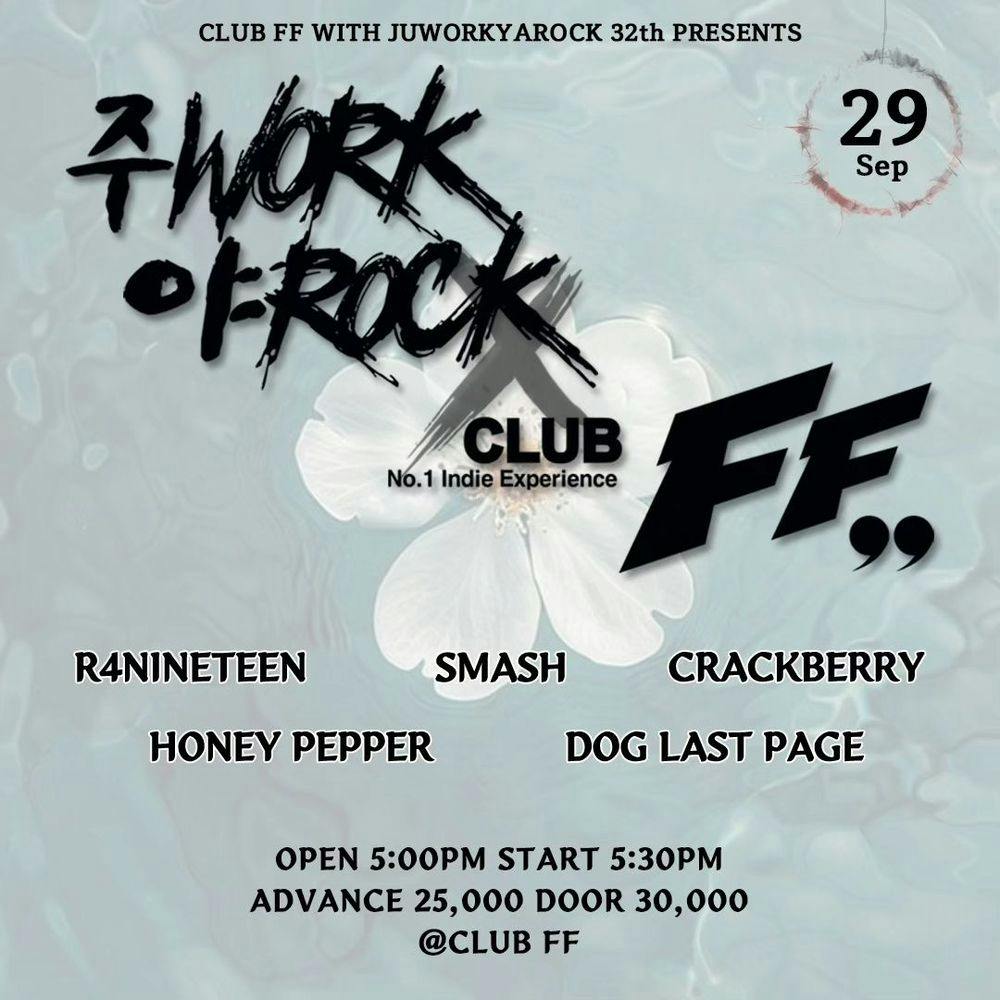 CLUB FF WITH JUWORKYAROCK 32th PRESENTS
29
Sep
주WORK
야ROCK
X
CLUB
No.1 Indie Experience
FF,,
R4NINETEEN SMASH CRACKBERRY
HONEY PEPPER DOG LAST PAGE
OPEN 5:00PM START 5:30PM
ADVANCE 25,000 DOOR 30,000
@CLUB FF